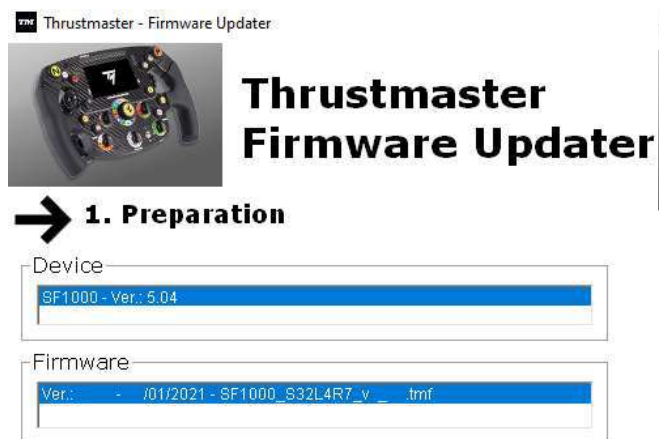 Thrustmaster - Firmware Updater
Thrustmaster
Firmware Updater
1. Preparation
Device
SF1000 - Ver.: 5.04
Firmware
Ver.: - /01/2021 - SF1000_S32L4R7_v _ .tmf